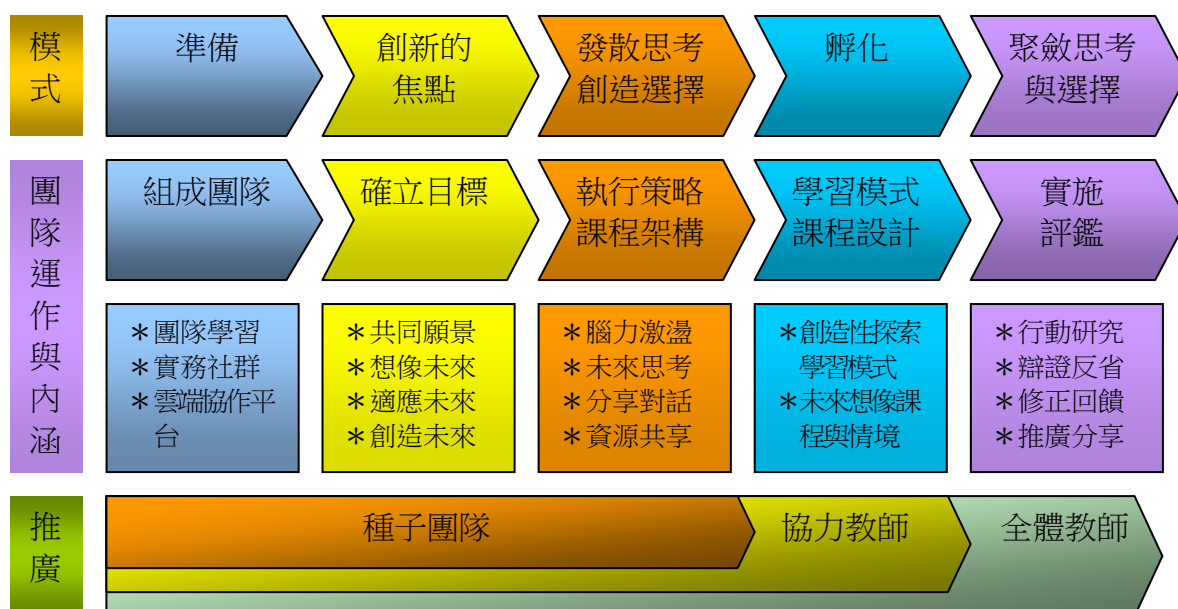 模式
準備
創新的
焦點
發散思考
創造選擇
孵化
聚斂思考
與選擇
團隊運作與內涵
組成團隊
確立目標
執行策略
課程架構
學習模式
課程設計
實施
評鑑
＊團隊學習
＊實務社群
＊雲端協作平
台
＊共同願景
＊想像未來
＊適應未來
＊創造未來
＊腦力激盪
＊未來思考
＊分享對話
＊資源共享
＊創造性探索
學習模式
＊未來想像課
程與情境
＊行動研究
＊辯證反省
＊修正回饋
＊推廣分享
推廣
種子團隊
協力教師
全體教師